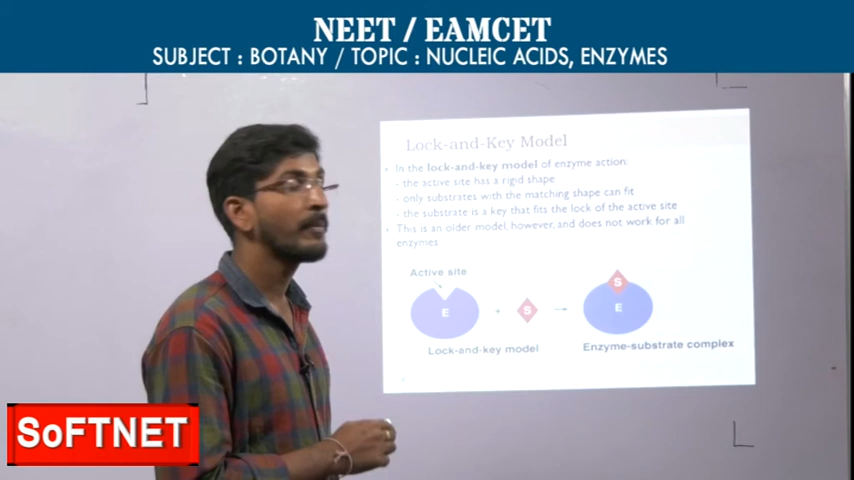 NEET / EAMCET
SUBJECT : BOTANY / TOPIC : NUCLEIC ACIDS, ENZYMES
Lock-and-Key Model
• In the lock-and-key model of enzyme action:
- the active site has a rigid shape
- only substrates with the matching shape can fit
- the substrate is a key that fits the lock of the active site
• This is an older model, however, and does not work for all
enzymes
Active site
E
+
S
→
S
E
Lock-and-key model
Enzyme-substrate complex
SoFTNET